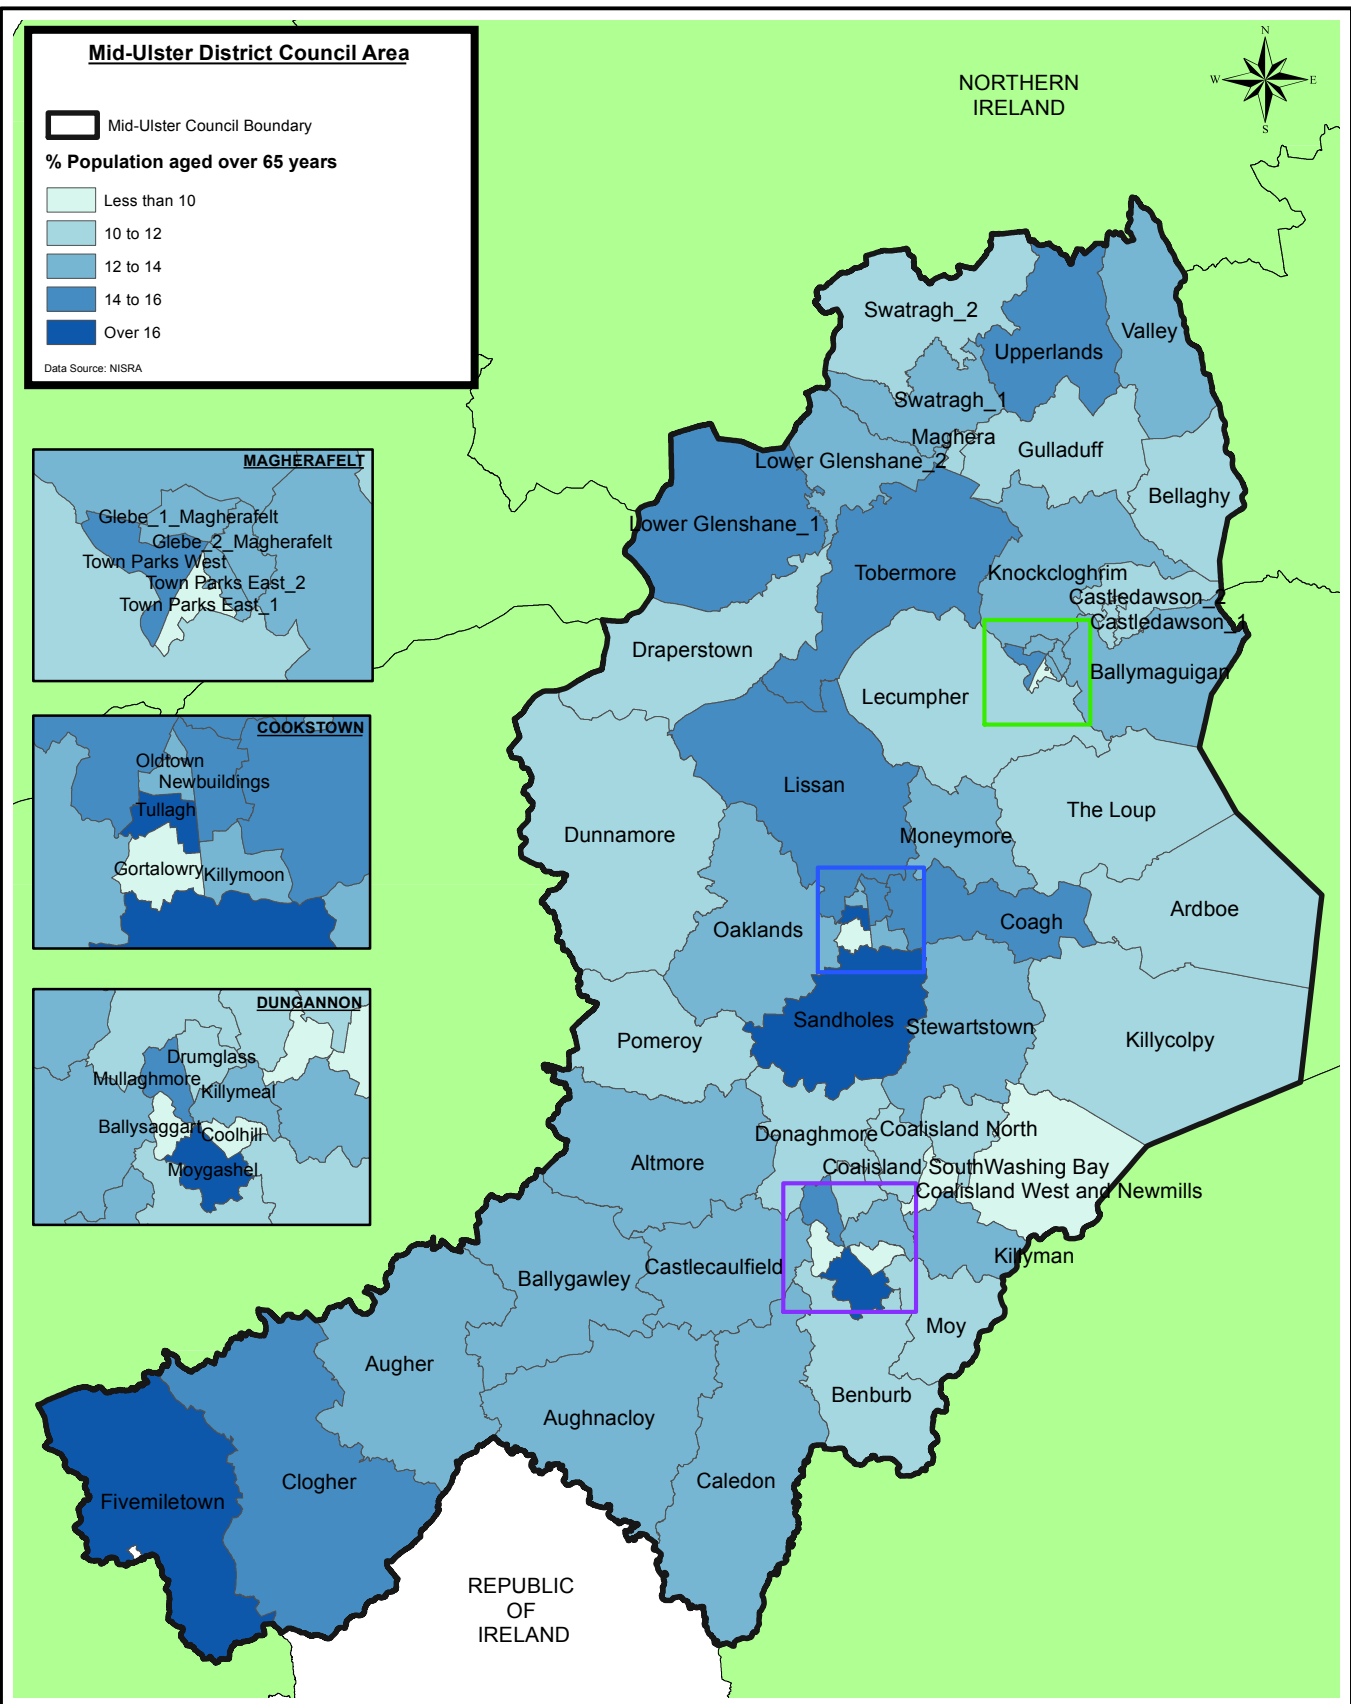 Mid-Ulster District Council Area
Mid-Ulster Council Boundary
% Population aged over 65 years
Less than 10
10 to 12
12 to 14
14 to 16
Over 16
Data Source: NISRA
NORTHERN
IRELAND
N
W
E
S
Swatragh_2
Upperlands
Valley
Swatragh_1
Maghera
Gulladuff
Lower Glenshane_2
Bellaghy
Lower Glenshane_1
Tobermore
Knockcloghrim
Castledawson_2
Castledawson_1
Draperstown
Ballymaguigan
Lecumpher
Lissan
The Loup
Dunnamore
Moneymore
Ardboe
Coagh
Oaklands
Sandholes
Stewartstown
Pomeroy
Killycolpy
Donaghmore
Coalisland North
Altmore
Coalisland South
Washing Bay
Coalisland West and Newmills
Killyman
Castlecaulfield
Ballygawley
Moy
Augher
Benburb
Aughnacloy
Caledon
Clogher
Fivemiletown
REPUBLIC
OF
IRELAND
MAGHERAFELT
Glebe_1_Magherafelt
Glebe_2_Magherafelt
Town Parks West
Town Parks East_2
Town Parks East_1
COOKSTOWN
Oldtown
Newbuildings
Tullagh
Gortalowry
Killymoon
DUNGANNON
Drumglass
Mullaghmore
Killymeal
Ballysaggart
Coolhill
Moygashel